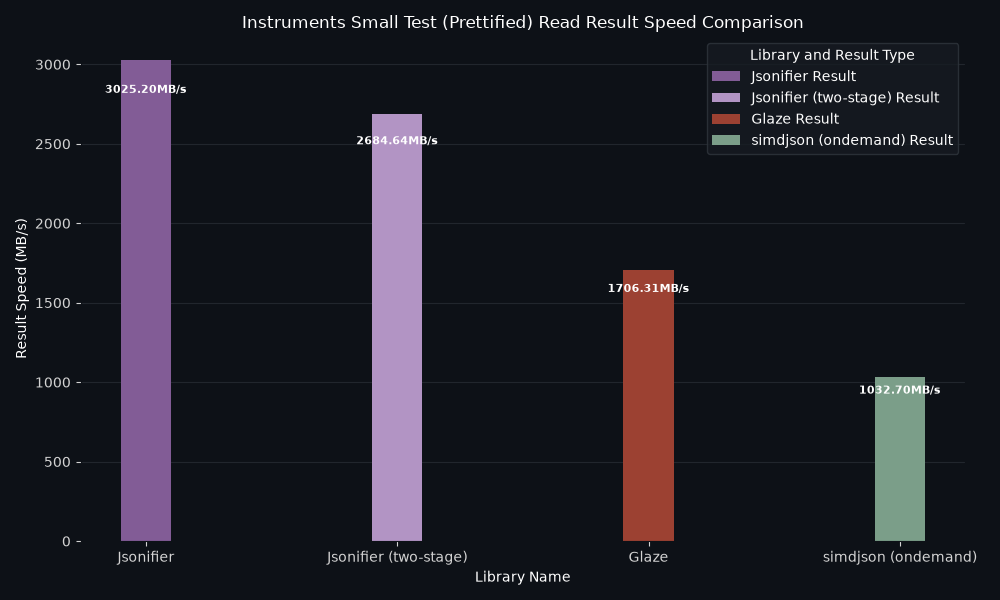 Instruments Small Test (Prettified) Read Result Speed Comparison
Library and Result Type
Jsonifier Result
Jsonifier (two-stage) Result
Glaze Result
simdjson (ondemand) Result
3000
2500
2000
1500
1000
500
0
Result Speed (MB/s)
3025.20MB/s
2684.64MB/s
1706.31MB/s
1032.70MB/s
Jsonifier
Jsonifier (two-stage)
Glaze
simdjson (ondemand)
Library Name